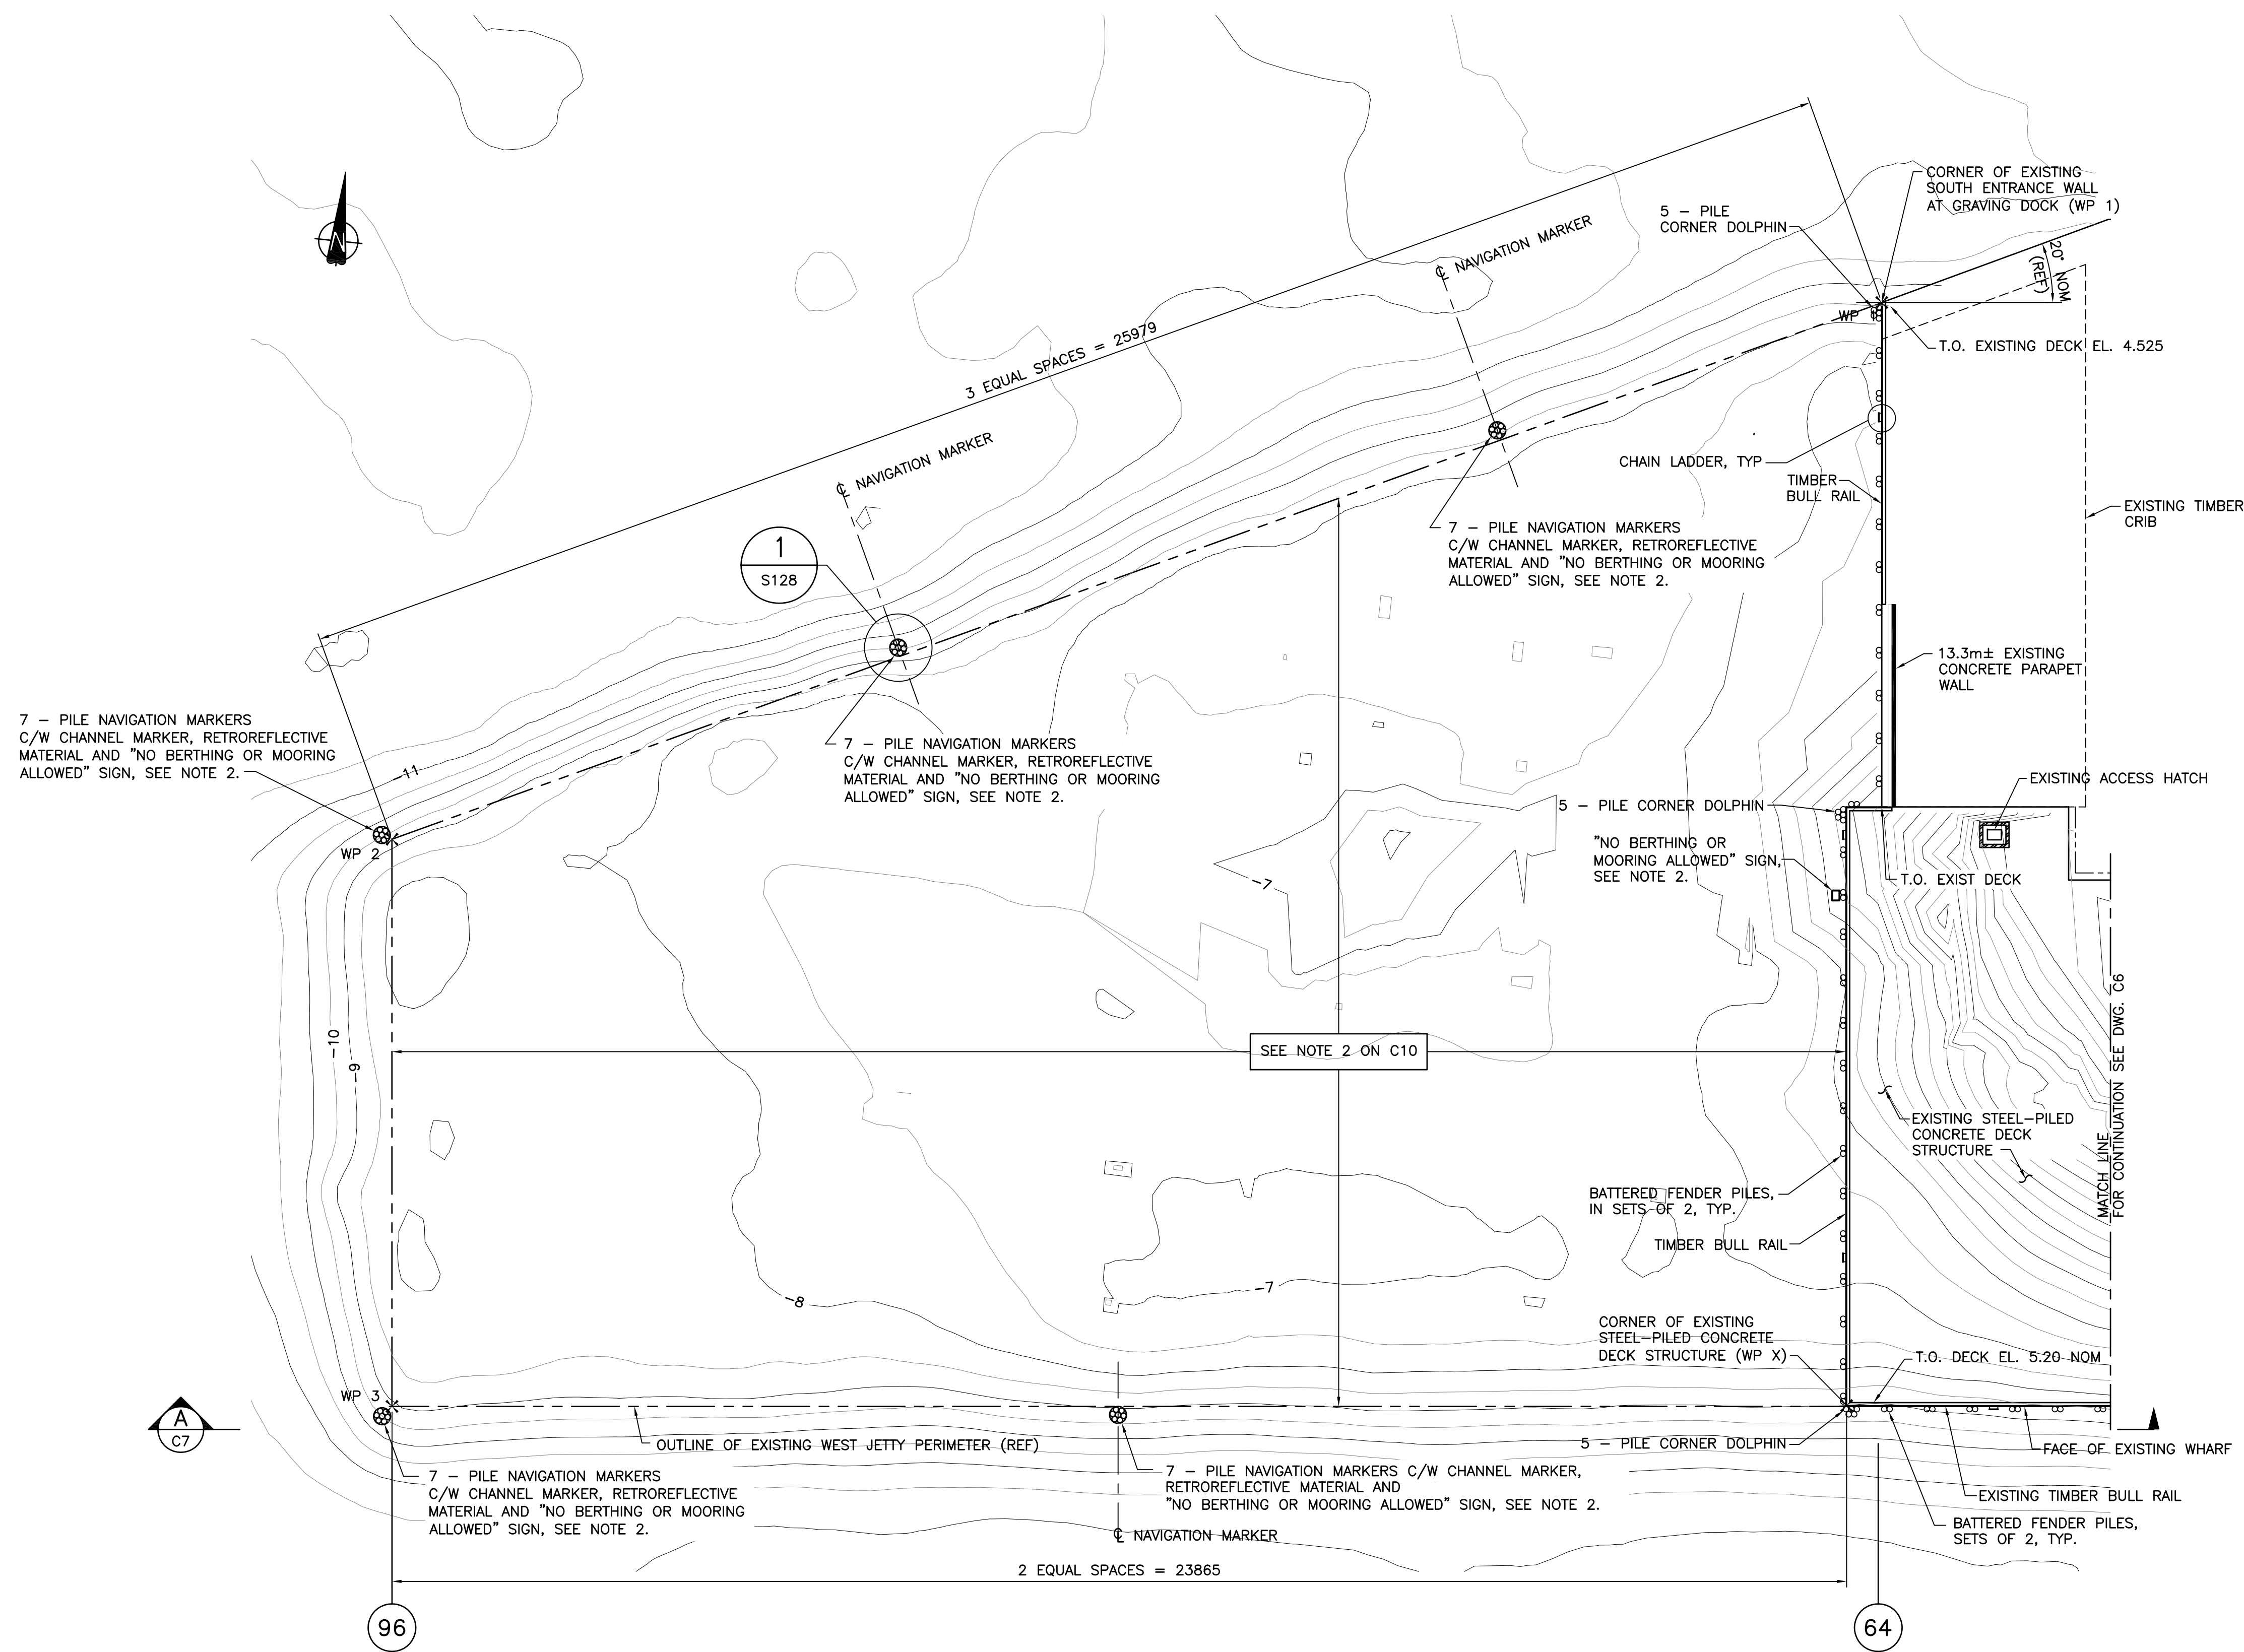 CORNER OF EXISTING
SOUTH ENTRANCE WALL
AT GRAVING DOCK (WP 1)
5 – PILE
CORNER DOLPHIN
℄ NAVIGATION MARKER
N
20° NOM
(REF)
WP 1
T.O. EXISTING DECK EL. 4.525
3 EQUAL SPACES = 25979
℄ NAVIGATION MARKER
CHAIN LADDER, TYP
TIMBER
BULL RAIL
EXISTING TIMBER
CRIB
7 – PILE NAVIGATION MARKERS
C/W CHANNEL MARKER, RETROREFLECTIVE
MATERIAL AND "NO BERTHING OR MOORING
ALLOWED" SIGN, SEE NOTE 2.
1
S128
13.3m± EXISTING
CONCRETE PARAPET
WALL
7 – PILE NAVIGATION MARKERS
C/W CHANNEL MARKER, RETROREFLECTIVE
MATERIAL AND "NO BERTHING OR MOORING
ALLOWED" SIGN, SEE NOTE 2.
7 – PILE NAVIGATION MARKERS
C/W CHANNEL MARKER, RETROREFLECTIVE
MATERIAL AND "NO BERTHING OR MOORING
ALLOWED" SIGN, SEE NOTE 2.
-11
EXISTING ACCESS HATCH
5 – PILE CORNER DOLPHIN
WP 2
"NO BERTHING OR
MOORING ALLOWED" SIGN,
SEE NOTE 2.
T.O. EXIST DECK
-7
-10
-9
SEE NOTE 2 ON C10
MATCH LINE
FOR CONTINUATION SEE DWG. C6
EXISTING STEEL-PILED
CONCRETE DECK
STRUCTURE
BATTERED FENDER PILES,
IN SETS OF 2, TYP.
TIMBER BULL RAIL
-7
-8
CORNER OF EXISTING
STEEL-PILED CONCRETE
DECK STRUCTURE (WP X)
T.O. DECK EL. 5.20 NOM
WP 3
A
C7
OUTLINE OF EXISTING WEST JETTY PERIMETER (REF)
5 – PILE CORNER DOLPHIN
FACE OF EXISTING WHARF
7 – PILE NAVIGATION MARKERS
C/W CHANNEL MARKER, RETROREFLECTIVE
MATERIAL AND "NO BERTHING OR MOORING
ALLOWED" SIGN, SEE NOTE 2.
7 – PILE NAVIGATION MARKERS C/W CHANNEL MARKER,
RETROREFLECTIVE MATERIAL AND
"NO BERTHING OR MOORING ALLOWED" SIGN, SEE NOTE 2.
EXISTING TIMBER BULL RAIL
BATTERED FENDER PILES,
SETS OF 2, TYP.
℄ NAVIGATION MARKER
2 EQUAL SPACES = 23865
96
64